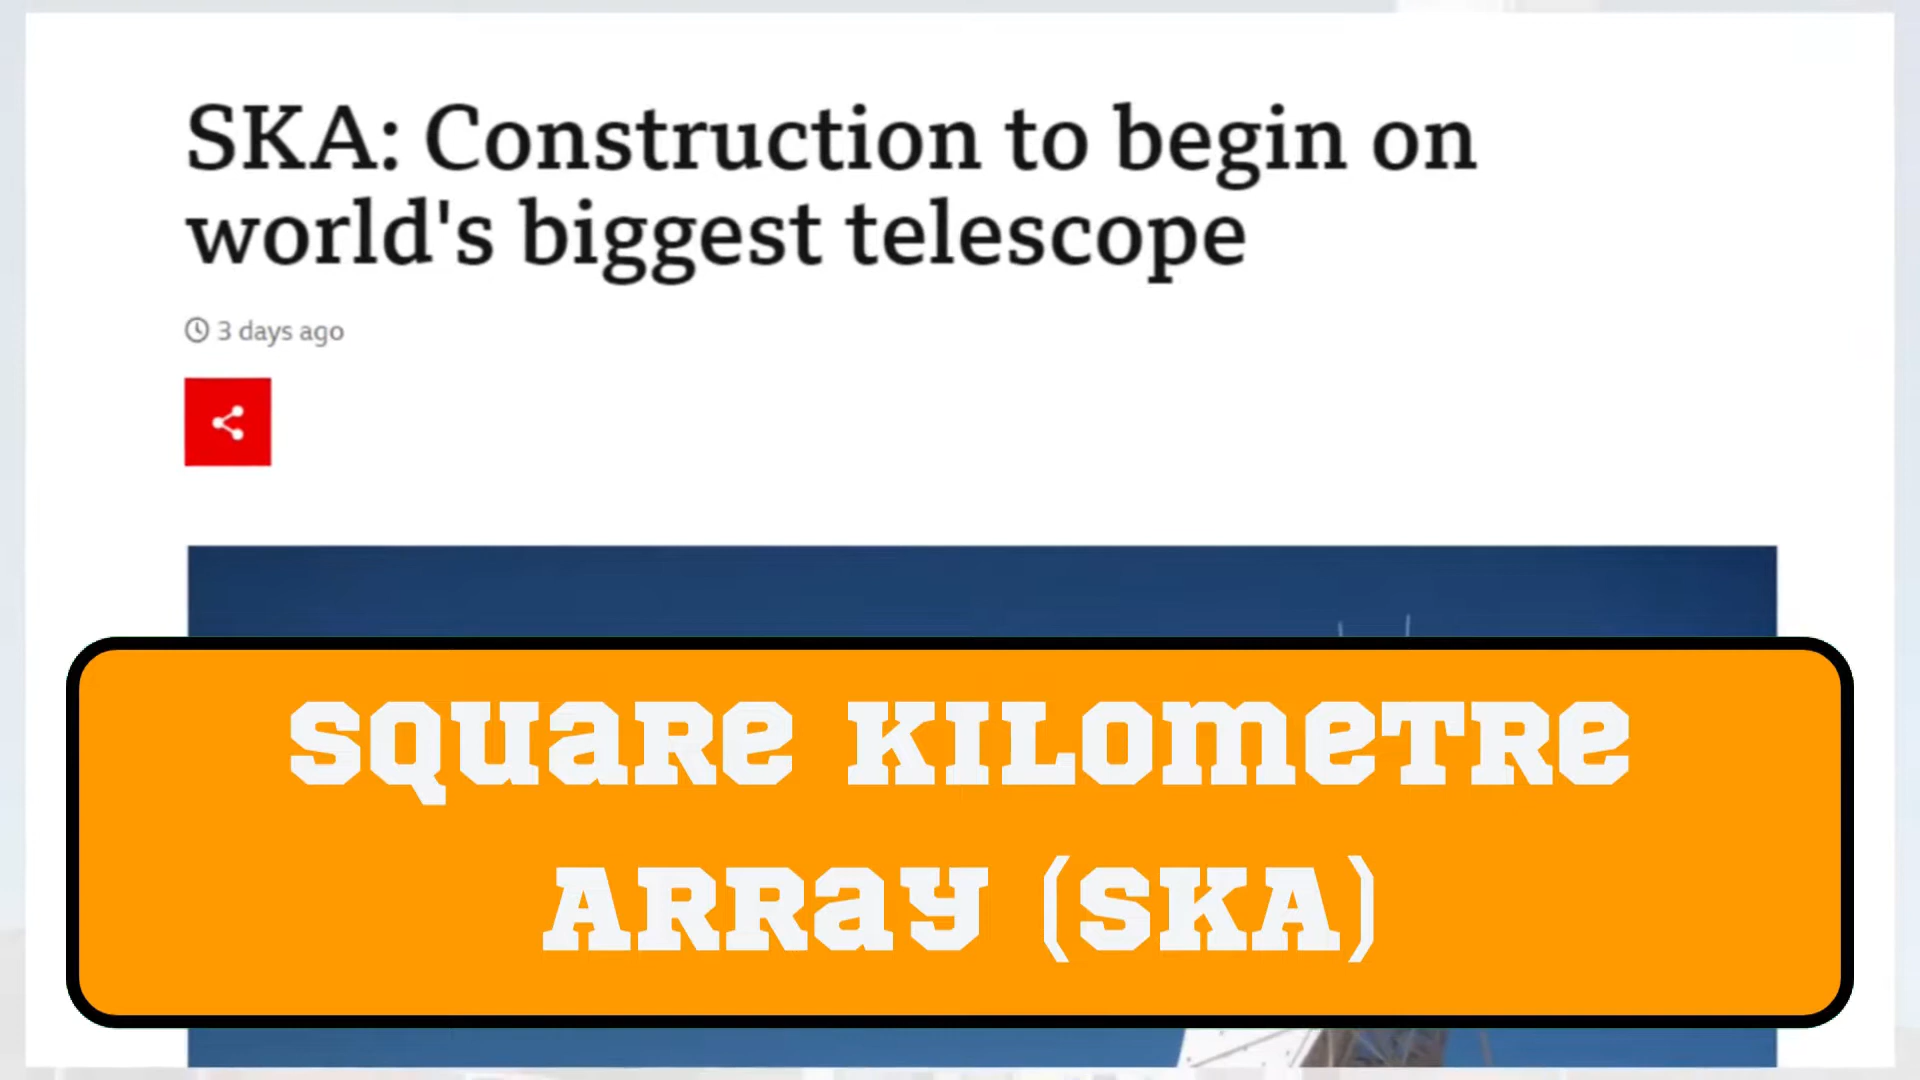 SKA: Construction to begin on
world's biggest telescope
3 days ago
SQUARE KILOMETRE
ARRAY (SKA)